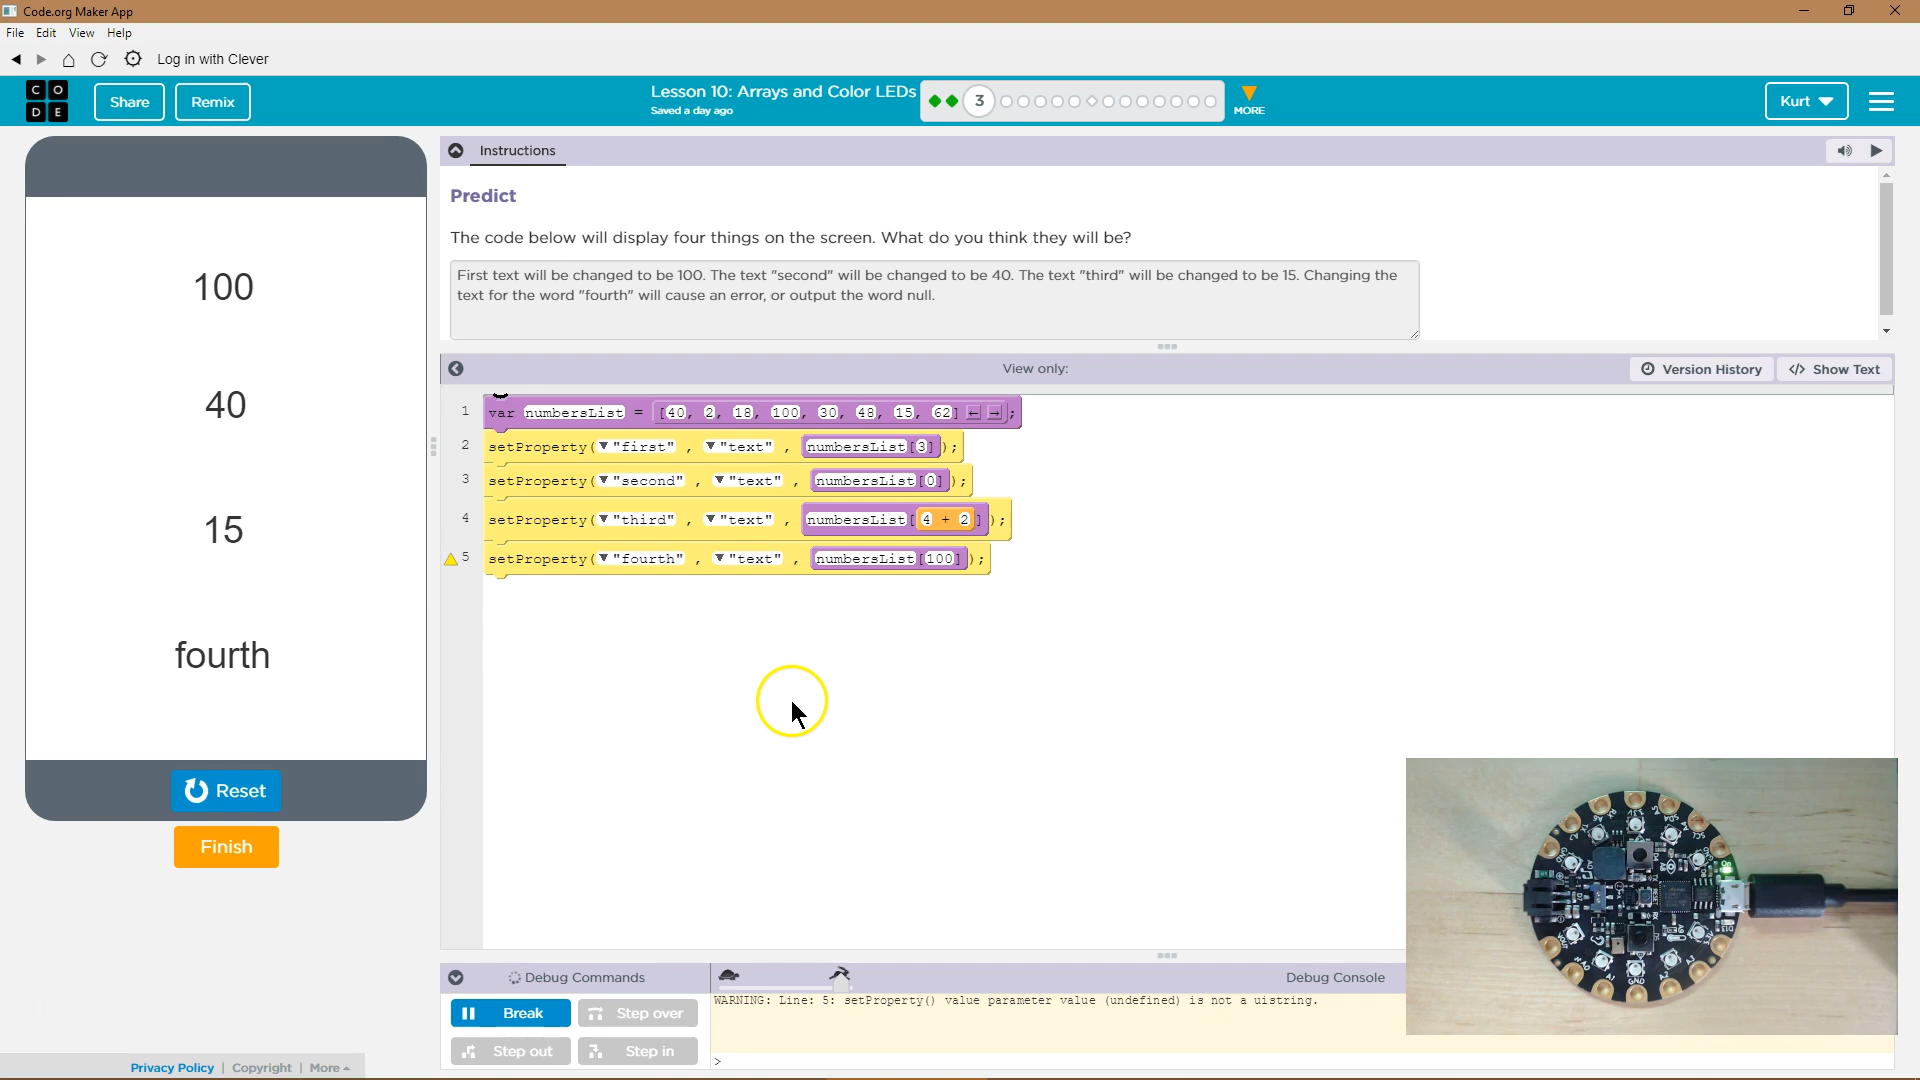 Code.org Maker App
File Edit View Help
Log in with Clever
CODE
Share
Remix
Lesson 10: Arrays and Color LEDs
Saved a day ago
3
MORE
Kurt
Instructions
Predict
The code below will display four things on the screen. What do you think they will be?
First text will be changed to be 100. The text "second" will be changed to be 40. The text "third" will be changed to be 15. Changing the
text for the word "fourth" will cause an error, or output the word null.
View only:
Version History
</> Show Text
1 var numbersList = [40, 2, 18, 100, 30, 48, 15, 62] ← → ;
2 setProperty(▼"first" , ▼"text" , numbersList[3]);
3 setProperty(▼"second" , ▼"text" , numbersList[0]);
4 setProperty(▼"third" , ▼"text" , numbersList[4 + 2]);
5 setProperty(▼"fourth" , ▼"text" , numbersList[100]);
100
40
15
fourth
Reset
Finish
Debug Commands
Debug Console
Break
Step over
Step out
Step in
WARNING: Line: 5: setProperty() value parameter value (undefined) is not a uistring.
>
Privacy Policy | Copyright | More